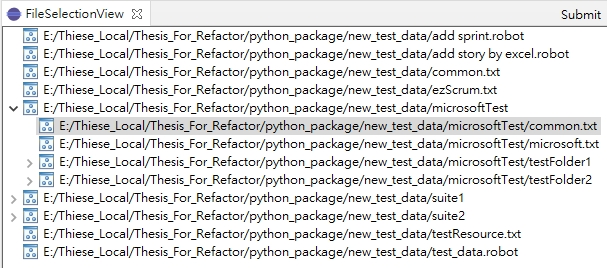 FileSelectionView Submit
E:/Thiese_Local/Thesis_For_Refactor/python_package/new_test_data/add sprint.robot
E:/Thiese_Local/Thesis_For_Refactor/python_package/new_test_data/add story by excel.robot
E:/Thiese_Local/Thesis_For_Refactor/python_package/new_test_data/common.txt
E:/Thiese_Local/Thesis_For_Refactor/python_package/new_test_data/ezScrum.txt
E:/Thiese_Local/Thesis_For_Refactor/python_package/new_test_data/microsoftTest
E:/Thiese_Local/Thesis_For_Refactor/python_package/new_test_data/microsoftTest/common.txt
E:/Thiese_Local/Thesis_For_Refactor/python_package/new_test_data/microsoftTest/microsoft.txt
E:/Thiese_Local/Thesis_For_Refactor/python_package/new_test_data/microsoftTest/testFolder1
E:/Thiese_Local/Thesis_For_Refactor/python_package/new_test_data/microsoftTest/testFolder2
E:/Thiese_Local/Thesis_For_Refactor/python_package/new_test_data/suite1
E:/Thiese_Local/Thesis_For_Refactor/python_package/new_test_data/suite2
E:/Thiese_Local/Thesis_For_Refactor/python_package/new_test_data/testResource.txt
E:/Thiese_Local/Thesis_For_Refactor/python_package/new_test_data/test_data.robot